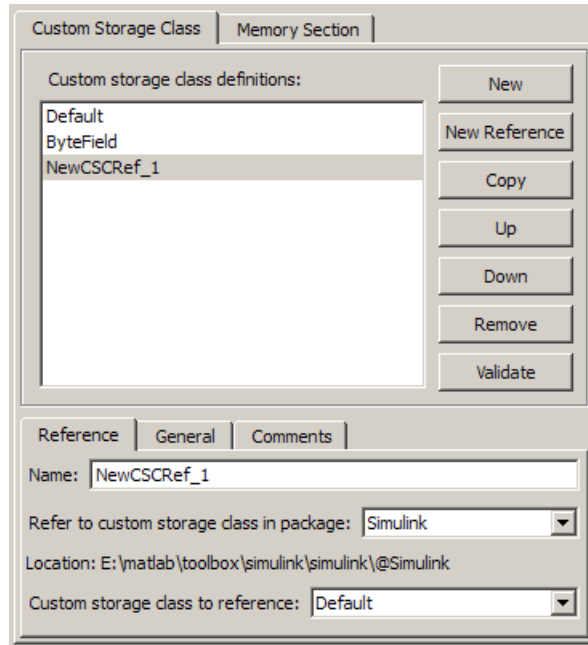 Custom Storage Class Memory Section
Custom storage class definitions:
New
Default
ByteField
New Reference
NewCSCRef_1
Copy
Up
Down
Remove
Validate
Reference General Comments
Name: NewCSCRef_1
Refer to custom storage class in package: Simulink
Location: E:\matlab\toolbox\simulink\simulink\@Simulink
Custom storage class to reference: Default